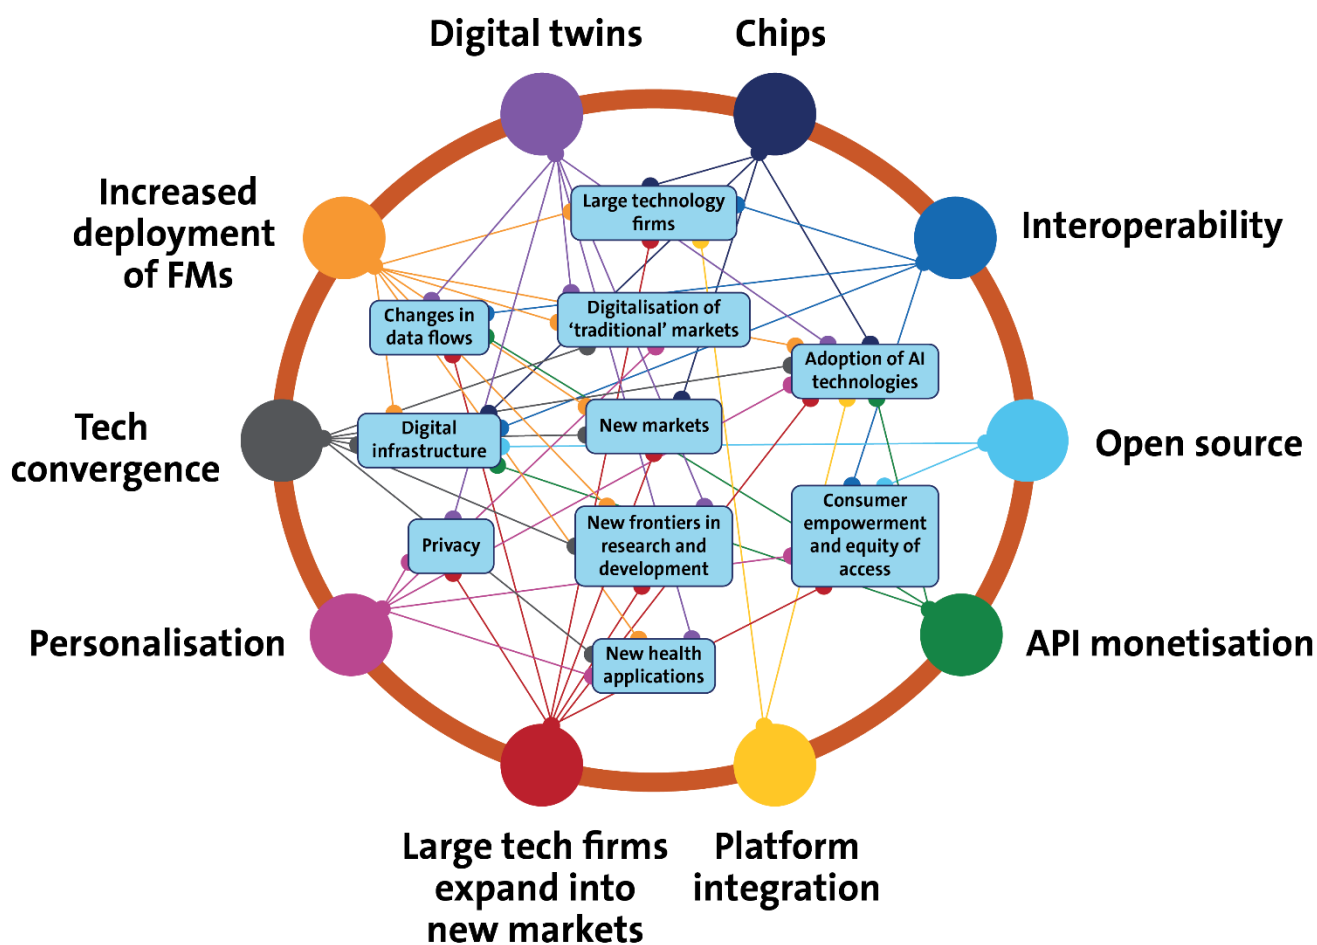 Digital twins
Chips
Increased
deployment
of FMs
Large technology
firms
Interoperability
Changes in
data flows
Digitalisation of
‘traditional’ markets
Adoption of AI
technologies
Tech
convergence
Digital
infrastructure
New markets
Open source
Privacy
New frontiers in
research and
development
Consumer
empowerment
and equity of
access
Personalisation
New health
applications
API monetisation
Large tech firms
expand into
new markets
Platform
integration